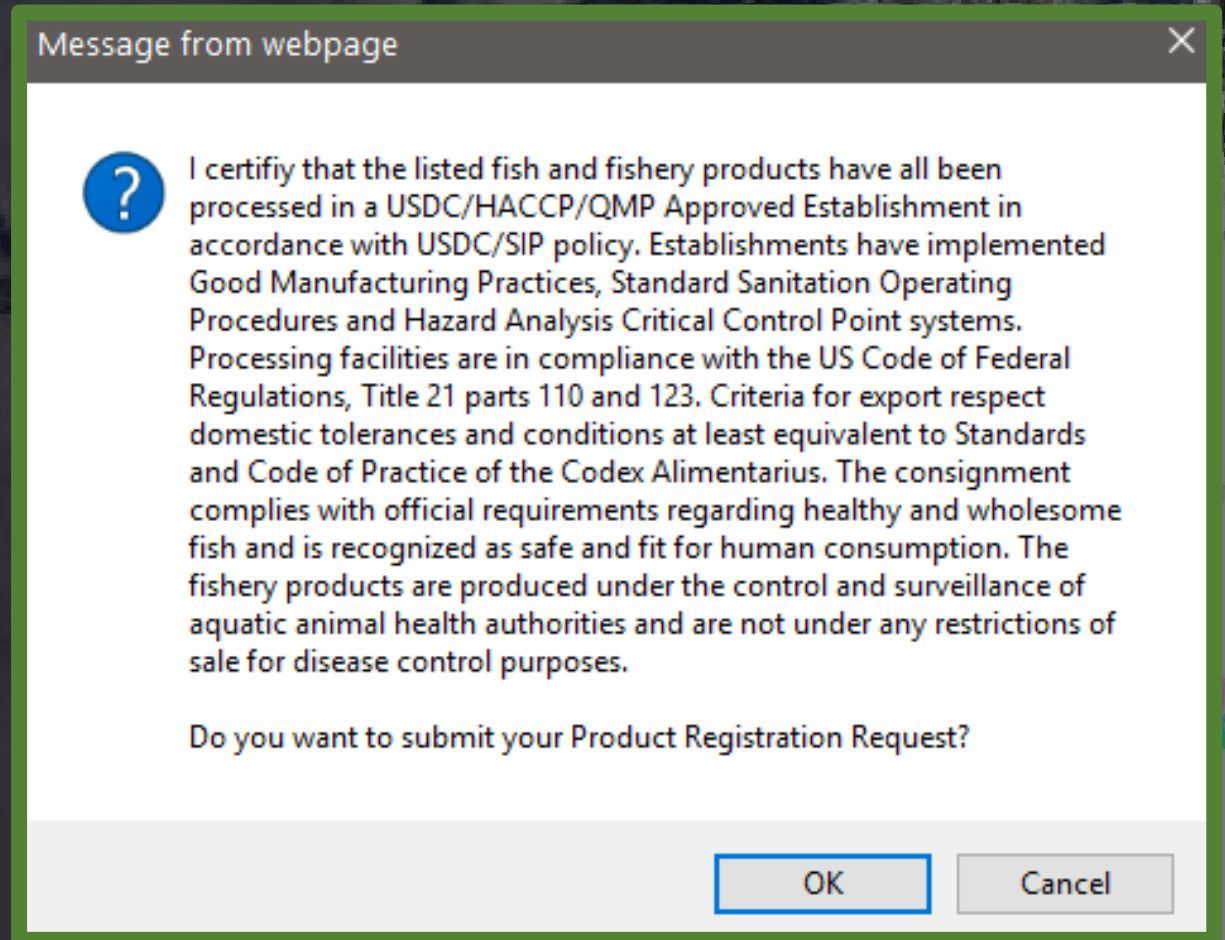 Message from webpage
I certifiy that the listed fish and fishery products have all been
processed in a USDC/HACCP/QMP Approved Establishment in
accordance with USDC/SIP policy. Establishments have implemented
Good Manufacturing Practices, Standard Sanitation Operating
Procedures and Hazard Analysis Critical Control Point systems.
Processing facilities are in compliance with the US Code of Federal
Regulations, Title 21 parts 110 and 123. Criteria for export respect
domestic tolerances and conditions at least equivalent to Standards
and Code of Practice of the Codex Alimentarius. The consignment
complies with official requirements regarding healthy and wholesome
fish and is recognized as safe and fit for human consumption. The
fishery products are produced under the control and surveillance of
aquatic animal health authorities and are not under any restrictions of
sale for disease control purposes.
Do you want to submit your Product Registration Request?
OK Cancel